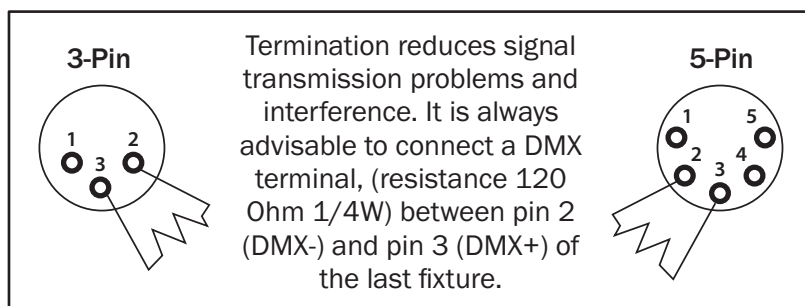 3-Pin
1
2
3
Termination reduces signal
transmission problems and
interference. It is always
advisable to connect a DMX
terminal, (resistance 120
Ohm 1/4W) between pin 2
(DMX-) and pin 3 (DMX+) of
the last fixture.
5-Pin
1
5
2
4
3